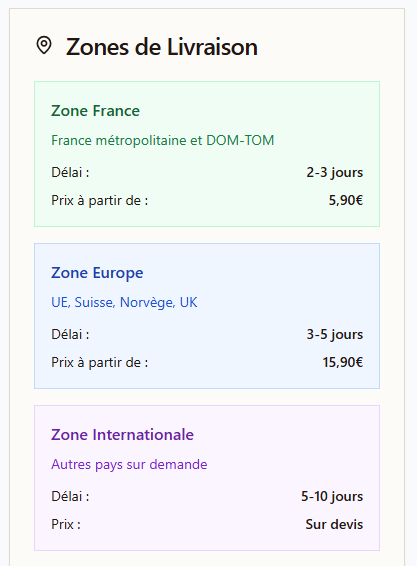 Zones de Livraison
Zone France
France métropolitaine et DOM-TOM
Délai : 2-3 jours
Prix à partir de : 5,90€
Zone Europe
UE, Suisse, Norvège, UK
Délai : 3-5 jours
Prix à partir de : 15,90€
Zone Internationale
Autres pays sur demande
Délai : 5-10 jours
Prix : Sur devis